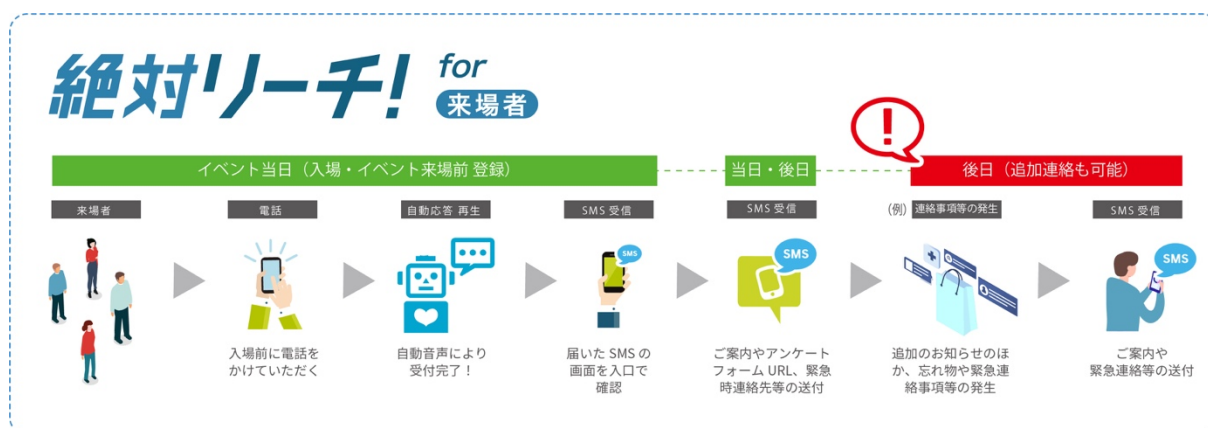 絶対リーチ! for
来場者
イベント当日（入場・イベント来場前 登録）
当日・後日
!
後日（追加連絡も可能）
来場者
電話
自動応答 再生
SMS 受信
SMS 受信
(例) 連絡事項等の発生
SMS 受信
SMS
SMS
SMS
入場前に電話を
かけていただく
自動音声により
受付完了！
届いた SMS の
画面を入口で
確認
ご案内やアンケート
フォーム URL、緊急
時連絡先等の送付
追加のお知らせのほ
か、忘れ物や緊急連
絡事項等の発生
ご案内や
緊急連絡等の送付